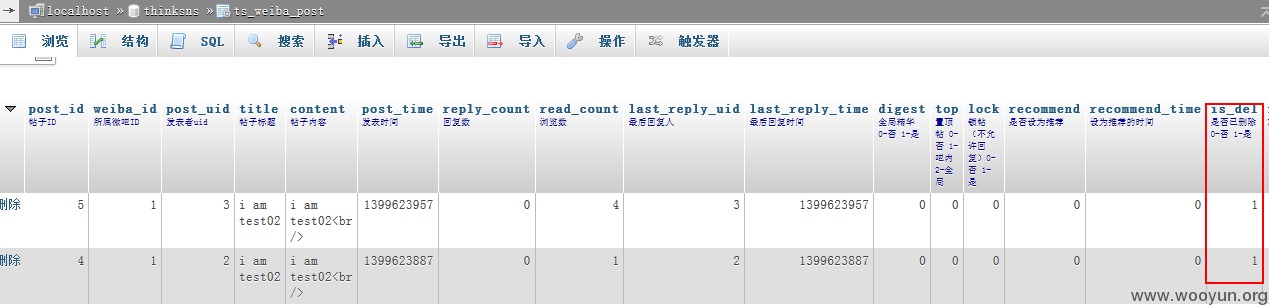 localhost » thinksns » ts_weiba_post
浏览 结构 SQL 搜索 插入 导出 导入 操作 触发器
post_id weiba_id post_uid title content post_time reply_count read_count last_reply_uid last_reply_time digest top lock recommend recommend_time is_del
帖子ID 所属微吧ID 发表者uid 帖子标题 帖子内容 发表时间 回复数 浏览数 最后回复人 最后回复时间 全局精华 置顶 锁帖 是否设为推荐 设为推荐的时间 是否已删除
0-否 1- 帖 0- (不允 0-否 1-是
是 否 1- 许回
吧内 复)0-
2-全 否 1-
局 是
删除 5 1 3 i am i am 1399623957 0 4 3 1399623957 0 0 0 0 0 1
test02 test02<br
/>
删除 4 1 2 i am i am 1399623887 0 1 2 1399623887 0 0 0 0 0 1
test02 test02<br
/>
www.wooyun.org